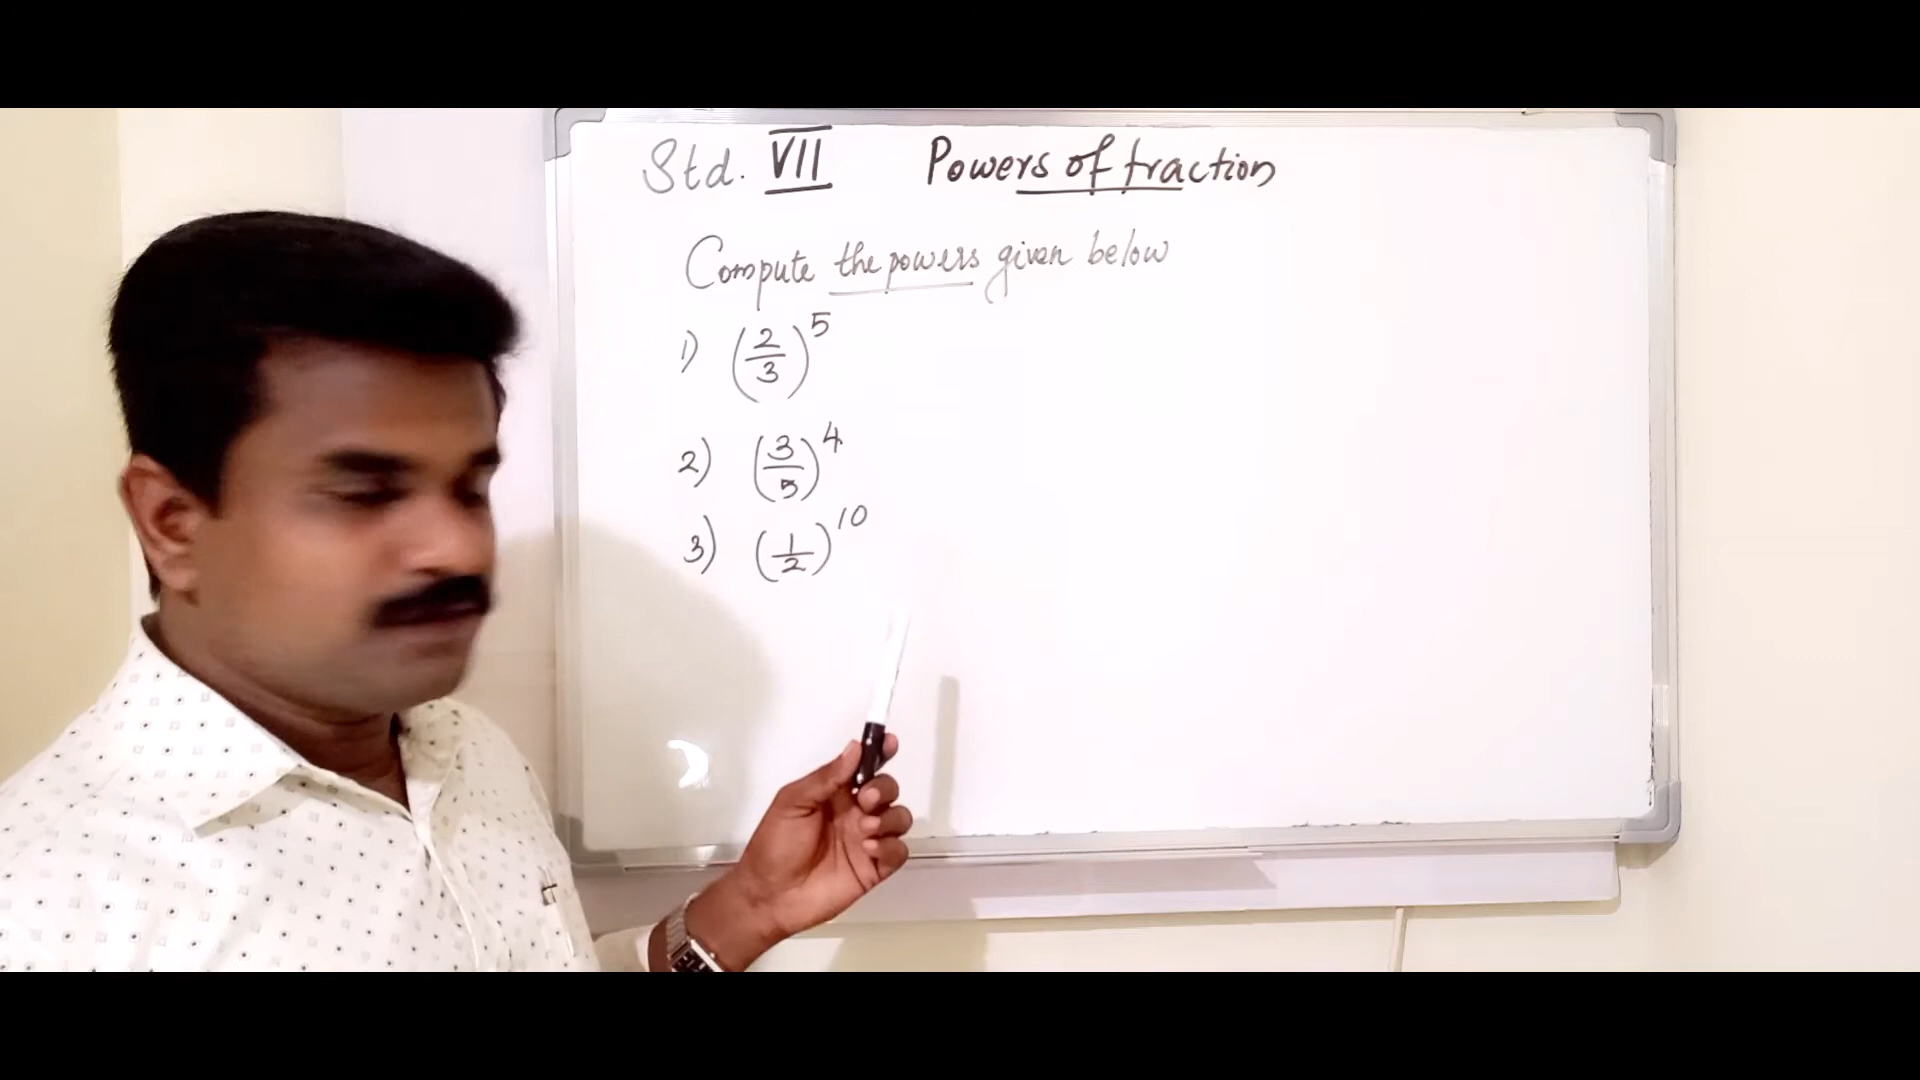 Std. VII Powers of fraction
Compute the powers given below
1) (2/3)^5
2) (3/5)^4
3) (1/2)^10